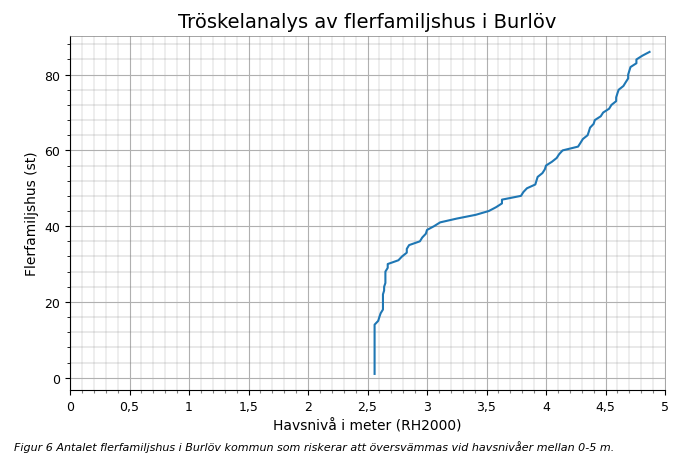 Tröskelanalys av flerfamiljshus i Burlöv
Flerfamiljshus (st)
80
60
40
20
0
0 0,5 1 1,5 2 2,5 3 3,5 4 4,5 5
Havsnivå i meter (RH2000)
Figur 6 Antalet flerfamiljshus i Burlöv kommun som riskerar att översvämmas vid havsnivåer mellan 0-5 m.